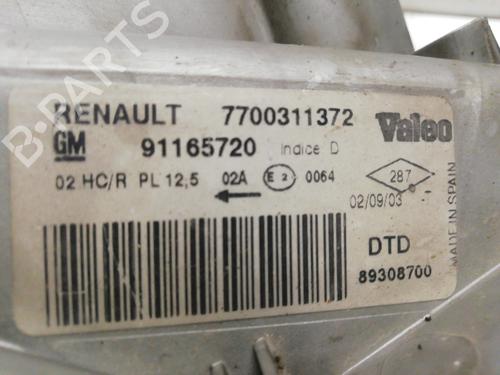 B-PARTS
RENAULT 7700311372
Valeo
GM 91165720 Indice D
02 HC/R PL 12,5 02A E2 0064
287
02/09/03
DTD
89308700
MADE IN SPAIN